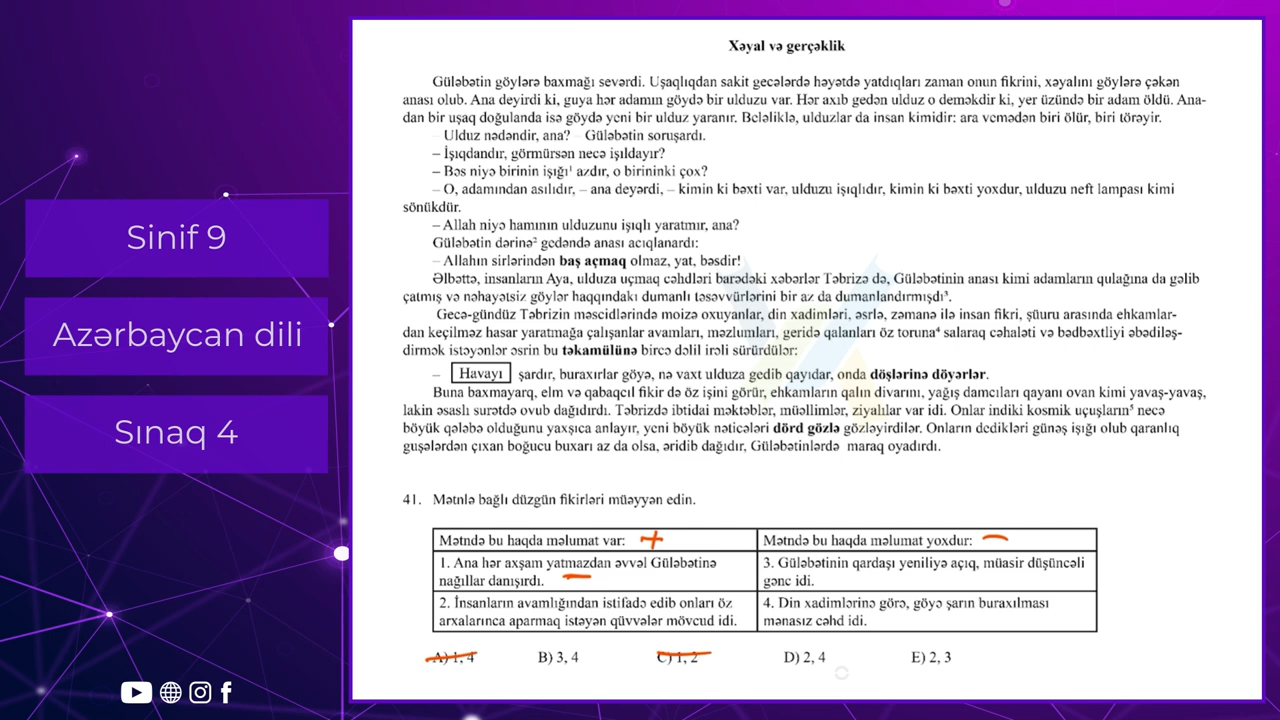 Sinif 9
Azərbaycan dili
Sınaq 4
Xəyal və gerçəklik
Güləbətin göylərə baxmağı sevərdi. Uşaqlıqdan sakit gecələrdə həyətdə yatdıqları zaman onun fikrini, xəyalını göylərə çəkən
anası olub. Ana deyirdi ki, guya hər adamın göydə bir ulduzu var. Hər axıb gedən ulduz o deməkdir ki, yer üzündə bir adam öldü. Ana-
dan bir uşaq doğulanda isə göydə yeni bir ulduz yaranır. Beləliklə, ulduzlar da insan kimidir: ara vemədən biri ölür, biri törəyir.
– Ulduz nədəndir, ana? – Güləbətin soruşardı.
– İşıqdandır, görmürsən necə işıldayır?
– Bəs niyə birinin işığı¹ azdır, o birininki çox?
– O, adamından asılıdır, – ana deyərdi, – kimin ki bəxti var, ulduzu işıqlıdır, kimin ki bəxti yoxdur, ulduzu neft lampası kimi
sönükdür.
– Allah niyə hamının ulduzunu işıqlı yaratmır, ana?
Güləbətin dərinə² gedəndə anası acıqlanardı:
– Allahın sirlərindən baş açmaq olmaz, yat, bəsdir!
Əlbəttə, insanların Aya, ulduza uçmaq cəhdləri barədəki xəbərlər Təbrizə də, Güləbətinin anası kimi adamların qulağına da gəlib
çatmış və nəhayətsiz göylər haqqındakı dumanlı təsəvvürlərini bir az da dumanlandırmışdı³.
Gecə-gündüz Təbrizin məscidlərində moizə oxuyanlar, din xadimləri, əsrlə, zəmanə ilə insan fikri, şüuru arasında ehkamlar-
dan keçilməz hasar yaratmağa çalışanlar avamları, məzlumları, geridə qalanları öz toruna⁴ salaraq cəhaləti və bədbəxtliyi əbədiləş-
dirmək istəyənlər əsrin bu təkamülünə bircə dəlil irəli sürürdülər:
– Havayı şardır, buraxırlar göyə, nə vaxt ulduza gedib qayıdar, onda döşlərinə döyərlər.
Buna baxmayarq, elm və qabaqcıl fikir də öz işini görür, ehkamların qalın divarını, yağış damcıları qayanı ovan kimi yavaş-yavaş,
lakin əsaslı surətdə ovub dağıdırdı. Təbrizdə ibtidai məktəblər, müəllimlər, ziyalılar var idi. Onlar indiki kosmik uçuşların⁵ necə
böyük qələbə olduğunu yaxşıca anlayır, yeni böyük nəticələri dörd gözlə gözləyirdilər. Onların dedikləri günəş işığı olub qaranlıq
guşələrdən çıxan boğucu buxarı az da olsa, əridib dağıdır, Güləbətinlərdə maraq oyadırdı.
41. Mətnlə bağlı düzgün fikirləri müəyyən edin.
Mətndə bu haqda məlumat var: +
Mətndə bu haqda məlumat yoxdur: –
1. Ana hər axşam yatmazdan əvvəl Güləbətinə
nağıllar danışırdı. –
3. Güləbətinin qardaşı yeniliyə açıq, müasir düşüncəli
gənc idi.
2. İnsanların avamlığından istifadə edib onları öz
arxalarınca aparmaq istəyən qüvvələr mövcud idi.
4. Din xadimlərinə görə, göyə şarın buraxılması
mənasız cəhd idi.
A) 1, 4 B) 3, 4 C) 1, 2 D) 2, 4 E) 2, 3